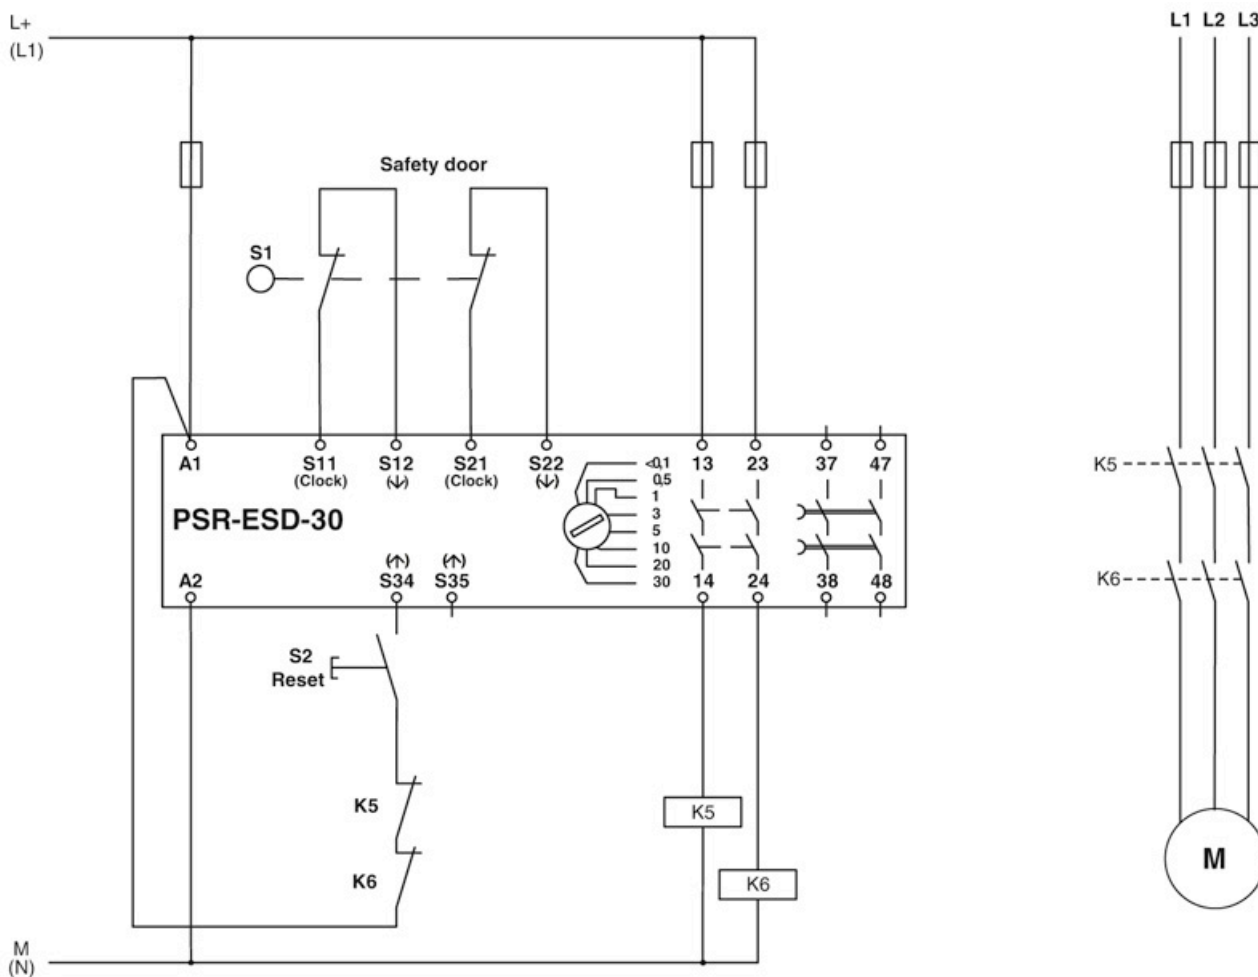 L+
(L1)
L1 L2 L3
Safety door
S1
A1 S11 S12 S21 S22 <0,1 13 23 37 47
(Clock) (↓) (Clock) (↓) 0,5
1
PSR-ESD-30 3
5
(↑) (↑) 10
A2 S34 S35 20 14 24 38 48
30
K5
K6
S2
Reset
K5 K5
K6 K6
M
M
(N)